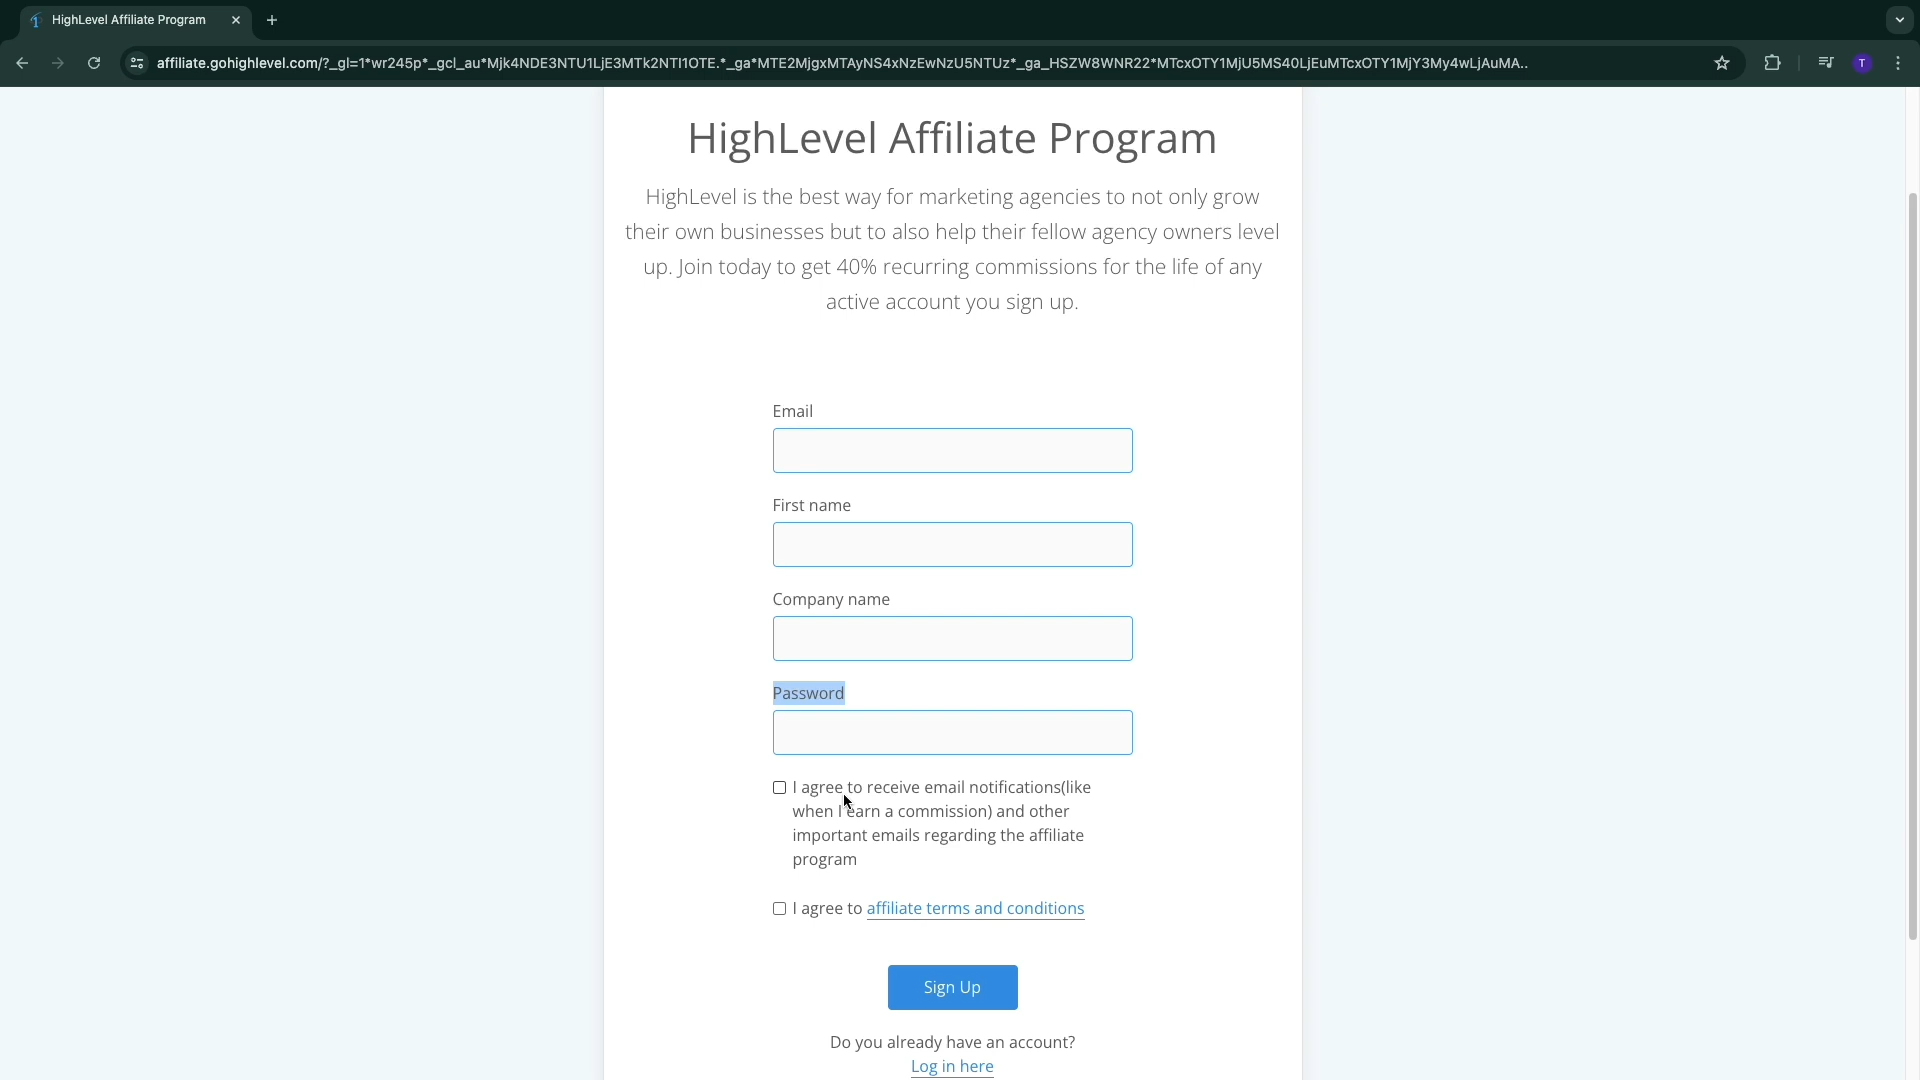 HighLevel Affiliate Program
affiliate.gohighlevel.com/?_gl=1*wr245p*_gcl_au*Mjk4NDE3NTU1LjE3MTk2NTI1OTE.*_ga*MTE2MjgxMTAyNS4xNzEwNzU5NTUz*_ga_HSZW8WNR22*MTcxOTY1MjU5MS40LjEuMTcxOTY1MjY3My4wLjAuMA..
T
HighLevel Affiliate Program
HighLevel is the best way for marketing agencies to not only grow
their own businesses but to also help their fellow agency owners level
up. Join today to get 40% recurring commissions for the life of any
active account you sign up.
Email
First name
Company name
Password
I agree to receive email notifications(like
when I earn a commission) and other
important emails regarding the affiliate
program
I agree to affiliate terms and conditions
Sign Up
Do you already have an account?
Log in here